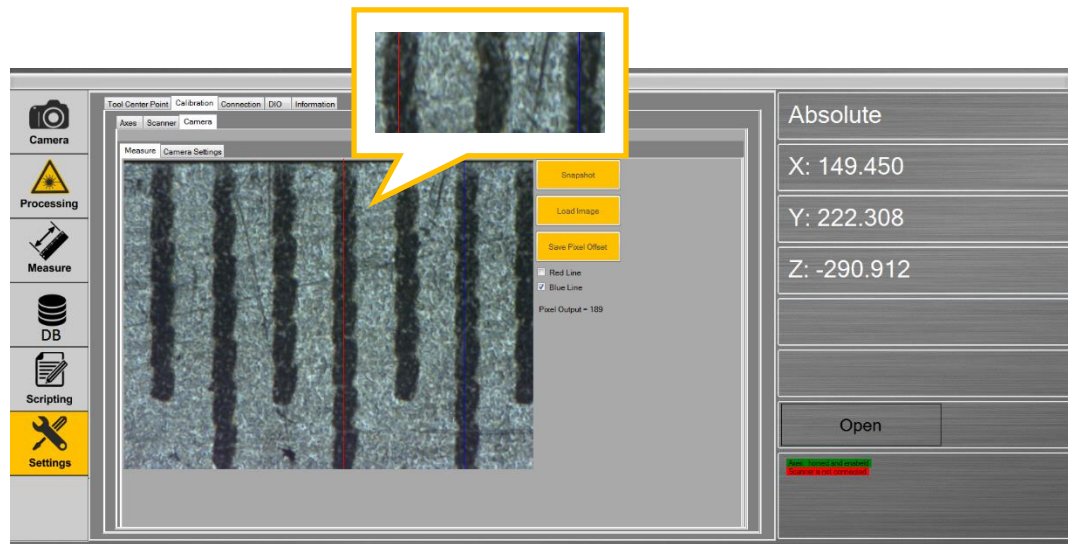 Camera
Processing
Measure
DB
Scripting
Settings
Tool Center Point Calibration Connection DIO Information
Axes Scanner Camera
Measure Camera Settings
Snapshot
Load Image
Save Pixel Offset
Red Line
Blue Line
Pixel Output = 189
Absolute
X: 149.450
Y: 222.308
Z: -290.912
Open
Axes: homed and enabled
Scanner is not connected